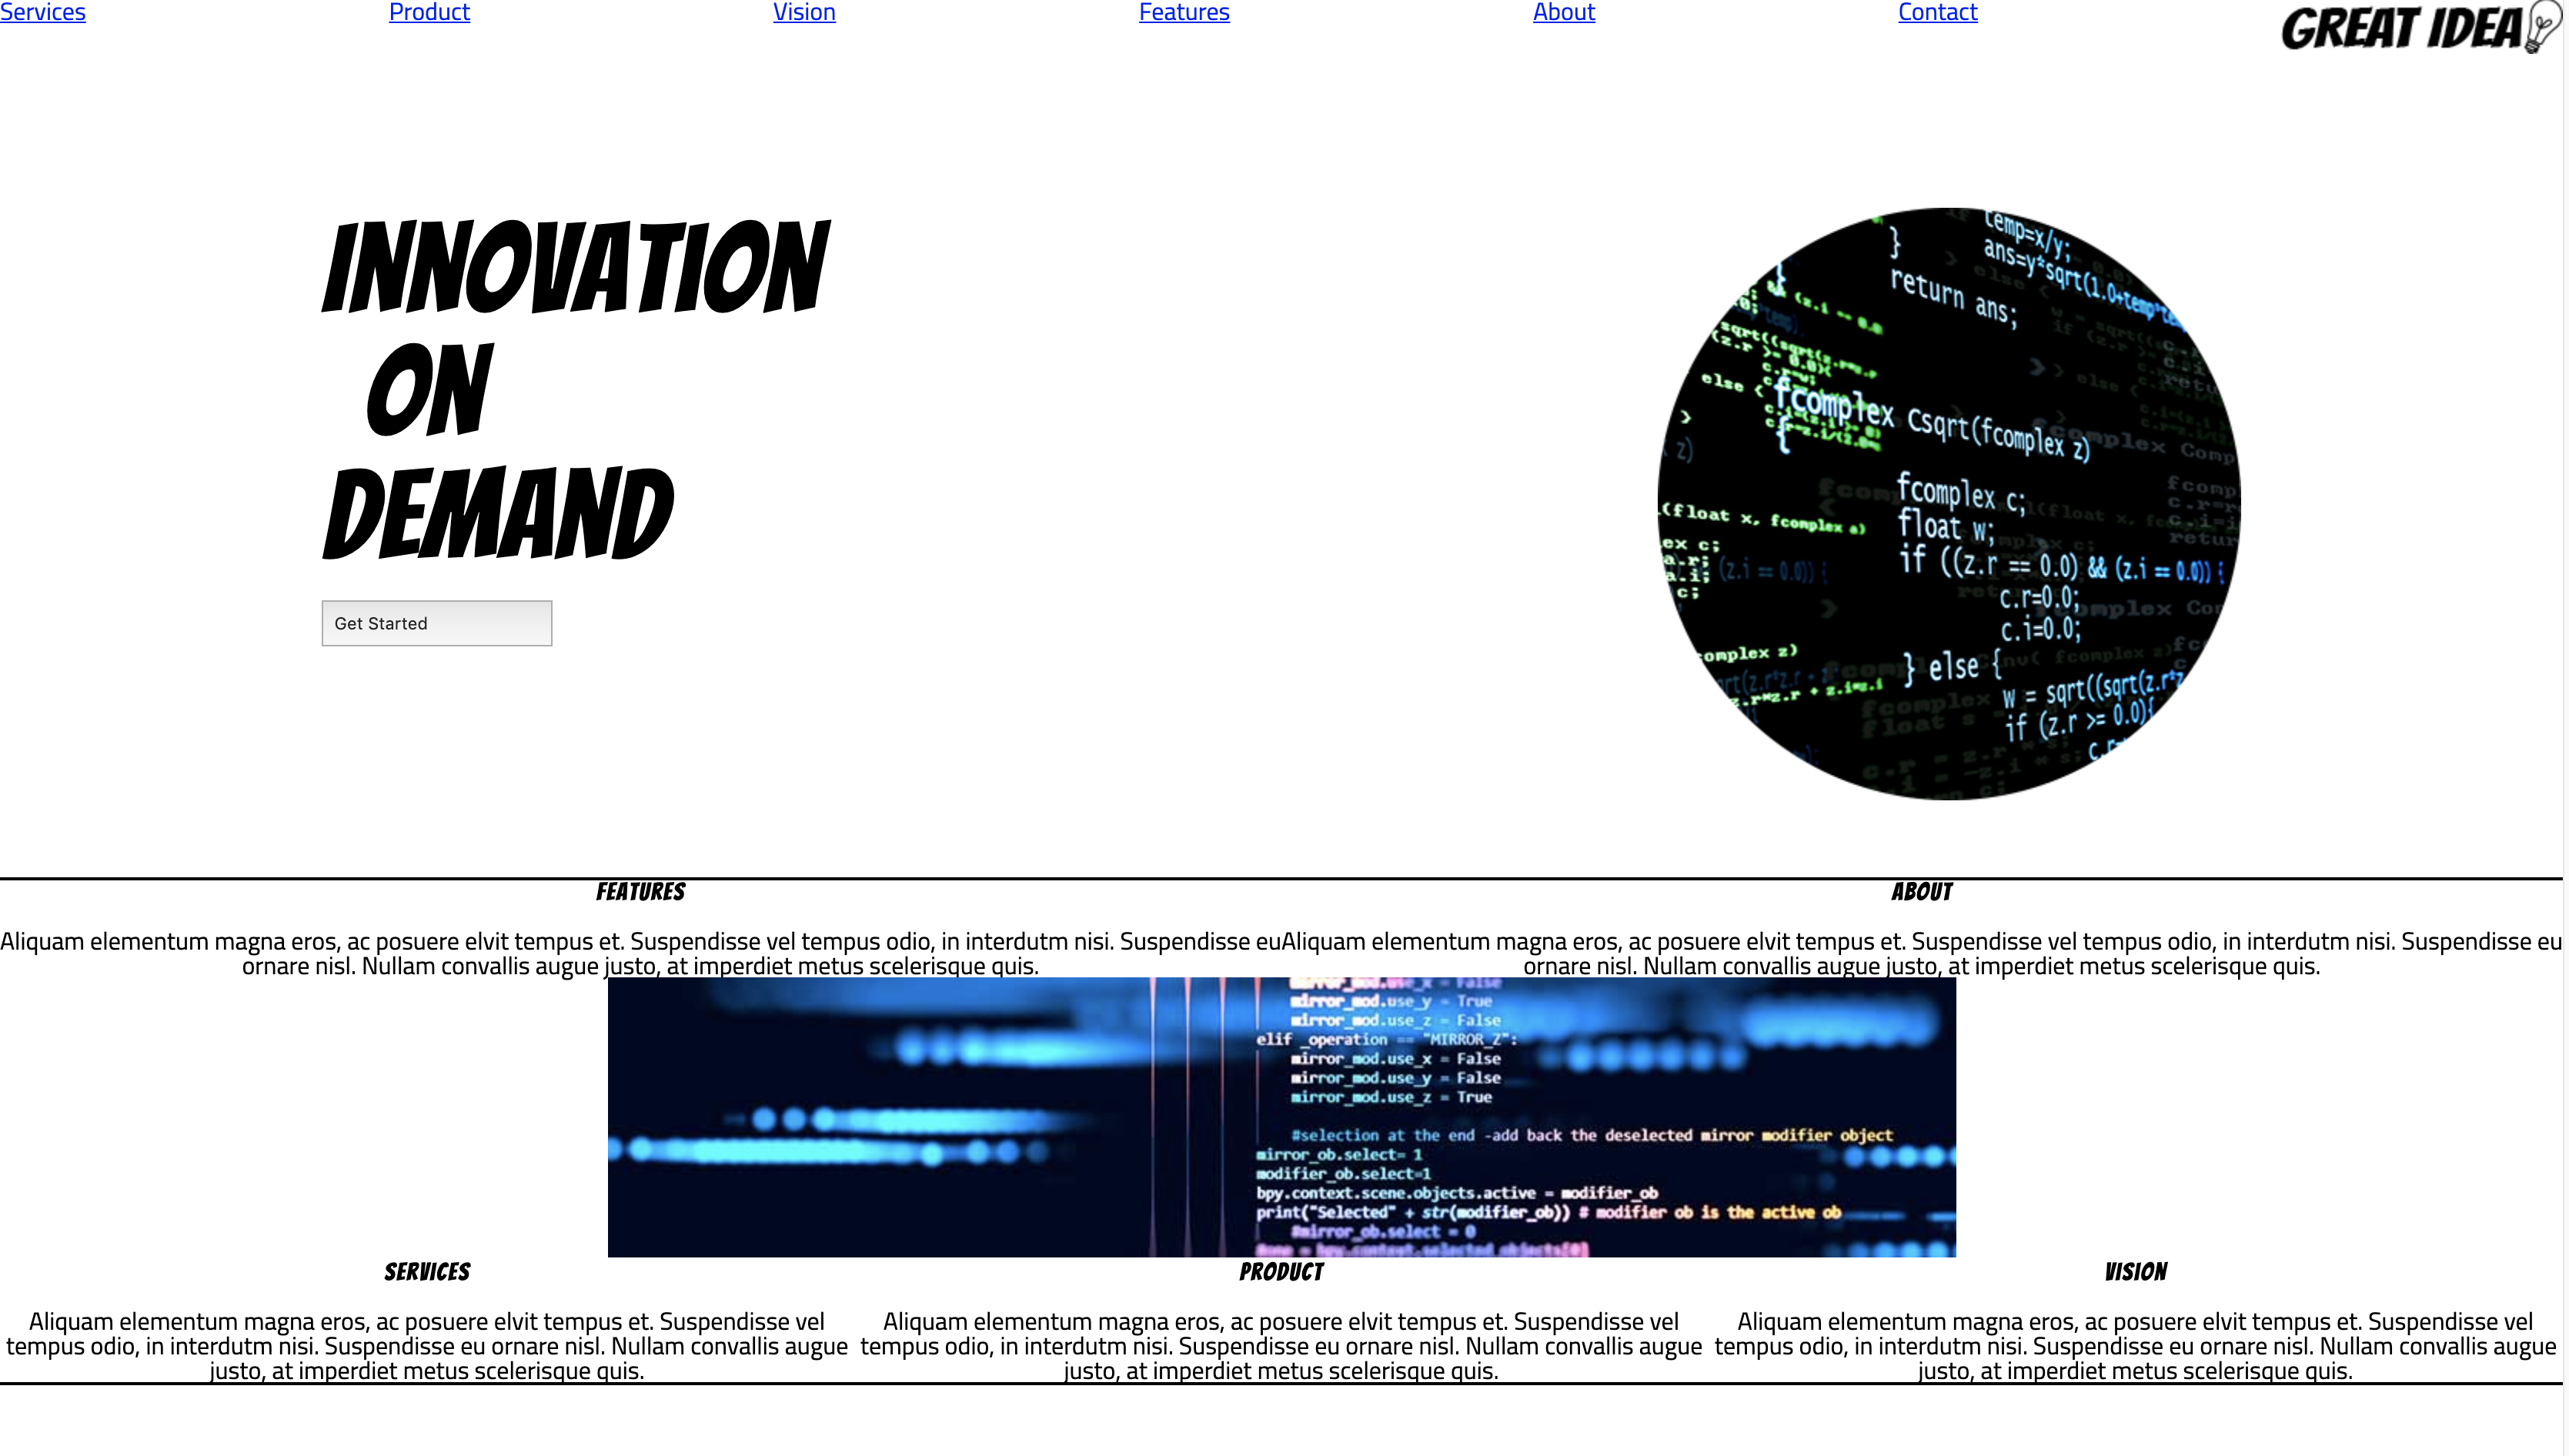 Services Product Vision Features About Contact GREAT IDEA
INNOVATION
ON
DEMAND
Get Started
temp=x/y;
}
ans=y*sqrt(1.0+temp*
return ans;
else {
fcomplex Csqrt(fcomplex z)
{
z)
fcomplex c;
(float x, fcomplex a)
float w;
if ((z.r == 0.0) && (z.i == 0.0)) {
c.r=0.0;
c.i=0.0;
omplex z)
} else {
z.r*z.r + z.i*z.i
w = sqrt((sqrt(z.r*z
if (z.r >= 0.0){
FEATURES ABOUT
Aliquam elementum magna eros, ac posuere elvit tempus et. Suspendisse vel tempus odio, in interdutm nisi. Suspendisse eu
ornare nisl. Nullam convallis augue justo, at imperdiet metus scelerisque quis.
Aliquam elementum magna eros, ac posuere elvit tempus et. Suspendisse vel tempus odio, in interdutm nisi. Suspendisse eu
ornare nisl. Nullam convallis augue justo, at imperdiet metus scelerisque quis.
mirror_mod.use_x = False
mirror_mod.use_y = True
mirror_mod.use_z = False
elif _operation == "MIRROR_Z":
mirror_mod.use_x = False
mirror_mod.use_y = False
mirror_mod.use_z = True
#selection at the end -add back the deselected mirror modifier object
mirror_ob.select= 1
modifier_ob.select=1
bpy.context.scene.objects.active = modifier_ob
print("Selected" + str(modifier_ob)) # modifier ob is the active ob
#mirror_ob.select = 0
= bpy.context.selected_objects[0]
SERVICES
Aliquam elementum magna eros, ac posuere elvit tempus et. Suspendisse vel
tempus odio, in interdutm nisi. Suspendisse eu ornare nisl. Nullam convallis augue
justo, at imperdiet metus scelerisque quis.
PRODUCT
Aliquam elementum magna eros, ac posuere elvit tempus et. Suspendisse vel
tempus odio, in interdutm nisi. Suspendisse eu ornare nisl. Nullam convallis augue
justo, at imperdiet metus scelerisque quis.
VISION
Aliquam elementum magna eros, ac posuere elvit tempus et. Suspendisse vel
tempus odio, in interdutm nisi. Suspendisse eu ornare nisl. Nullam convallis augue
justo, at imperdiet metus scelerisque quis.